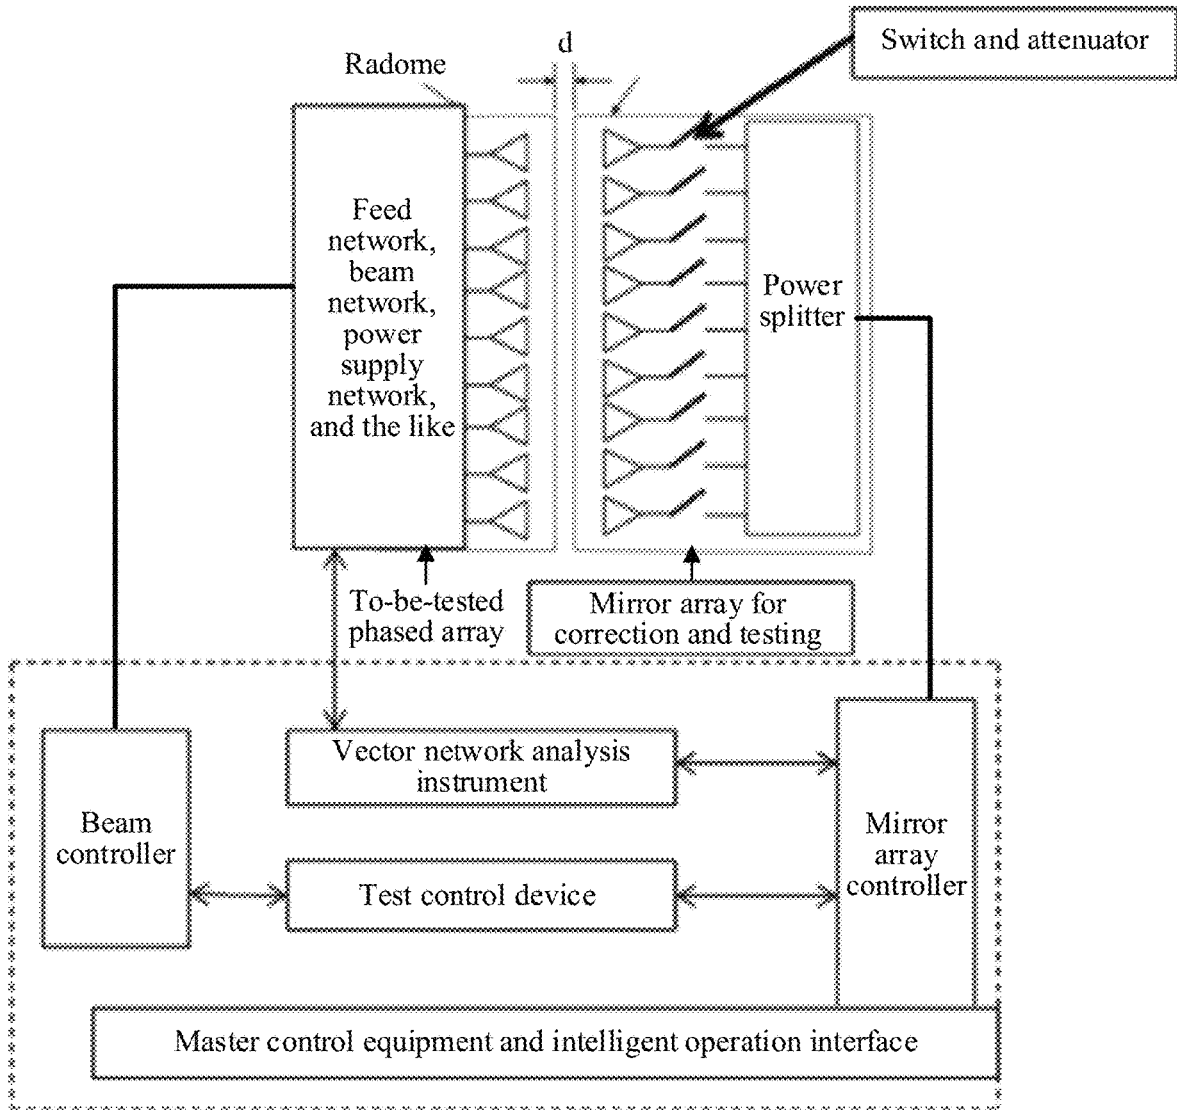 d
Switch and attenuator
Radome
Feed
network,
beam
network,
power
supply
network,
and the like
Power
splitter
To-be-tested
phased array
Mirror array for
correction and testing
Vector network analysis
instrument
Beam
controller
Mirror
array
controller
Test control device
Master control equipment and intelligent operation interface